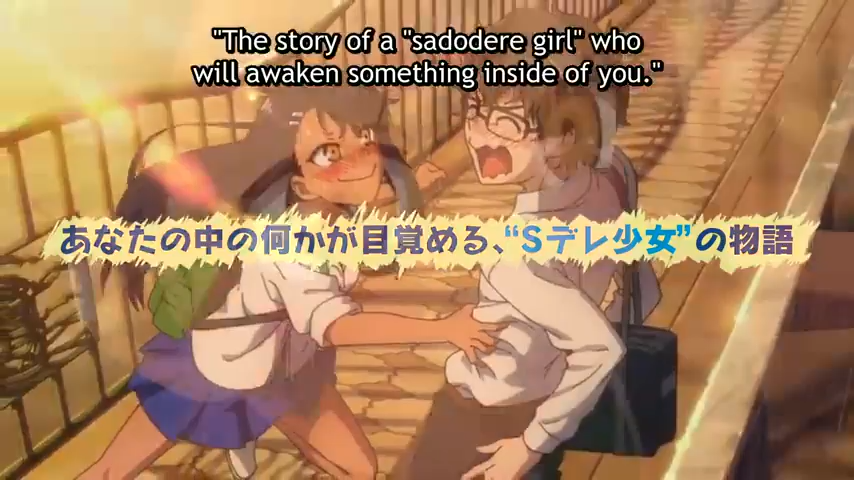 "The story of a "sadodere girl" who
will awaken something inside of you."
あなたの中の何かが目覚める、“Sデレ少女”の物語